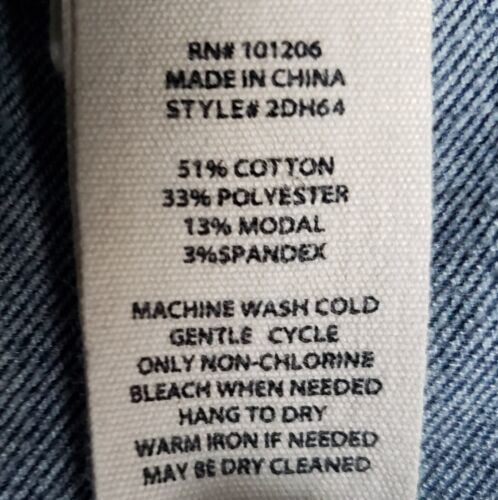 RN# 101206
MADE IN CHINA
STYLE# 2DH64
51% COTTON
33% POLYESTER
13% MODAL
3%SPANDEX
MACHINE WASH COLD
GENTLE CYCLE
ONLY NON-CHLORINE
BLEACH WHEN NEEDED
HANG TO DRY
WARM IRON IF NEEDED
MAY BE DRY CLEANED